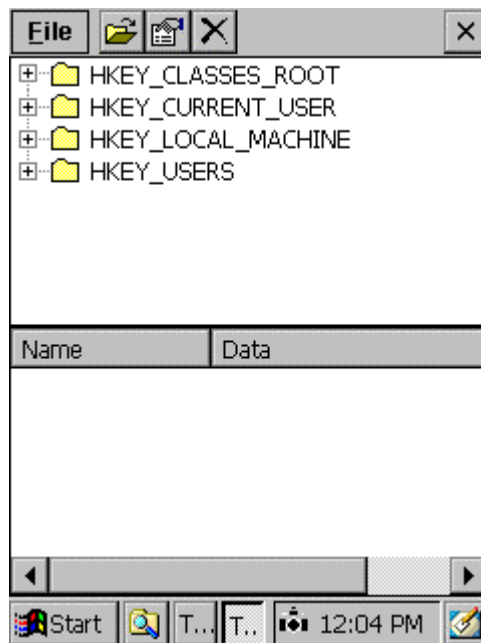 File
HKEY_CLASSES_ROOT
HKEY_CURRENT_USER
HKEY_LOCAL_MACHINE
HKEY_USERS
Name Data
Start T... T.. 12:04 PM